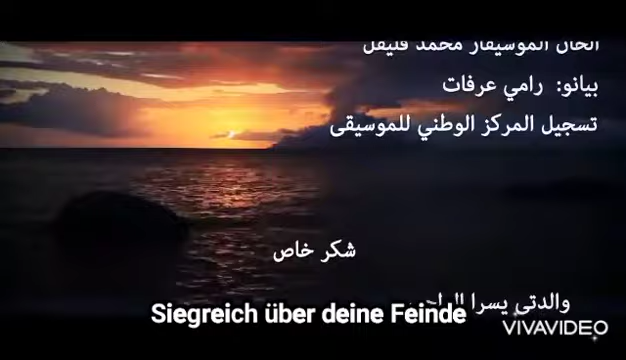 الحان الموسيقار محمد فليفل
بيانو: رامي عرفات
تسجيل المركز الوطني للموسيقى
شكر خاص
والدتي يسرا
Siegreich über deine Feinde
VIVAVIDEO